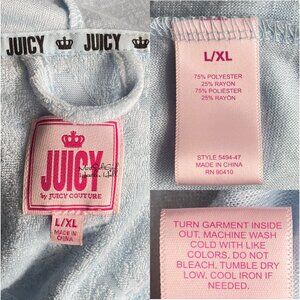 JUICY JUICY
JUICY
by JUICY COUTURE
L/XL
MADE IN
CHINA
L/XL
75% POLYESTER
25% RAYON
75% POLIESTER
25% RAYON
STYLE 5494-47
MADE IN CHINA
RN 90410
TURN GARMENT INSIDE
OUT, MACHINE WASH
COLD WITH LIKE
COLORS, DO NOT
BLEACH, TUMBLE DRY
LOW, COOL IRON IF
NEEDED.